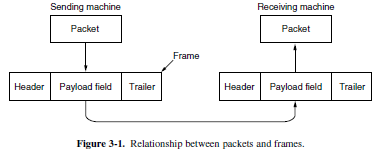 Sending machine
Receiving machine
Packet
Packet
Frame
Header Payload field Trailer
Header Payload field Trailer
Figure 3-1. Relationship between packets and frames.